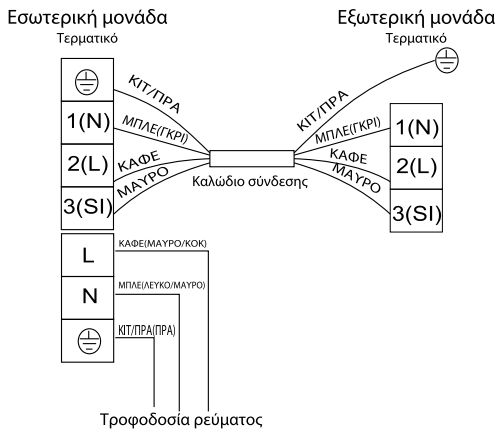 Εσωτερική μονάδα
Τερματικό
Εξωτερική μονάδα
Τερματικό
1(N)
2(L)
3(SI)
ΚΙΤ/ΠΡΑ
ΜΠΛΕ(ΓΚΡΙ)
ΚΑΦΕ
ΜΑΥΡΟ
Καλώδιο σύνδεσης
ΚΙΤ/ΠΡΑ
ΜΠΛΕ(ΓΚΡΙ)
ΚΑΦΕ
ΜΑΥΡΟ
1(N)
2(L)
3(SI)
L
ΚΑΦΕ(ΜΑΥΡΟ/ΚΟΚ)
N
ΜΠΛΕ(ΛΕΥΚΟ/ΜΑΥΡΟ)
ΚΙΤ/ΠΡΑ(ΠΡΑ)
Τροφοδοσία ρεύματος